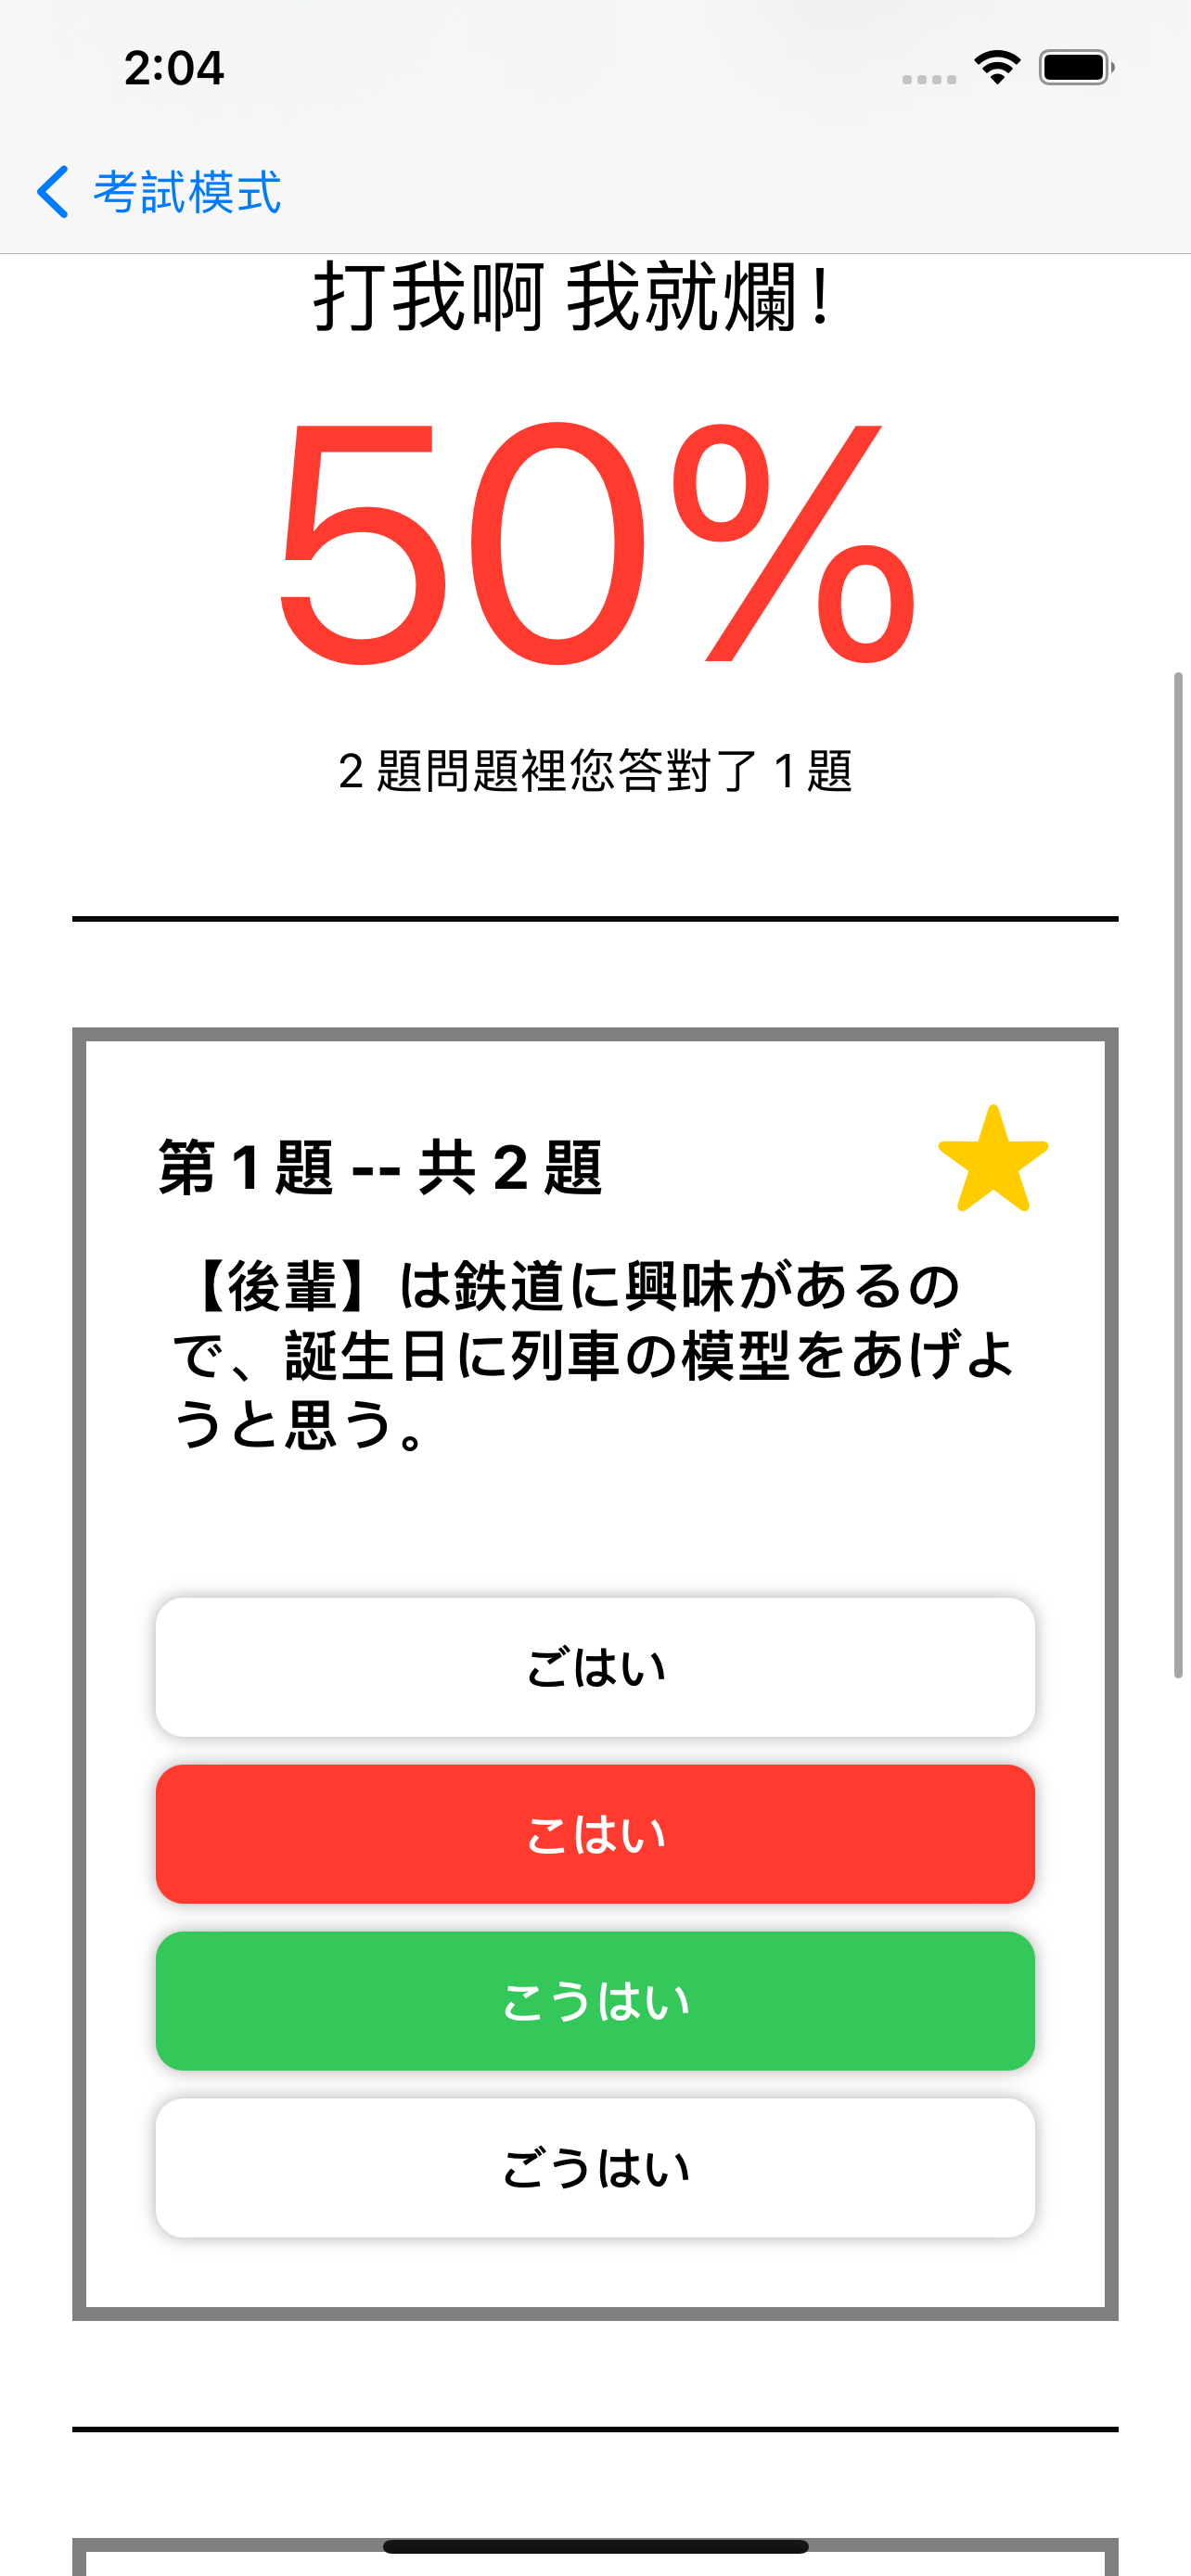 2:04
考試模式
打我啊 我就爛！
50%
2 題問題裡您答對了 1 題
第 1 題 -- 共 2 題
【後輩】は鉄道に興味があるの
で、誕生日に列車の模型をあげよ
うと思う。
ごはい
こはい
こうはい
ごうはい